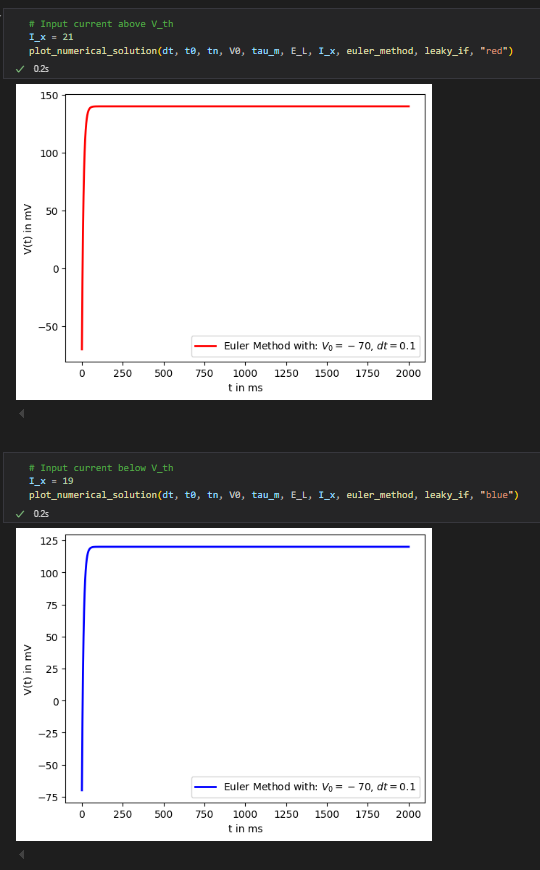 # Input current above V_th
I_x = 21
plot_numerical_solution(dt, t0, tn, V0, tau_m, E_L, I_x, euler_method, leaky_if, "red")
0.2s
150
100
50
0
−50
V(t) in mV
Euler Method with: V₀ = − 70, dt = 0.1
0 250 500 750 1000 1250 1500 1750 2000
t in ms
# Input current below V_th
I_x = 19
plot_numerical_solution(dt, t0, tn, V0, tau_m, E_L, I_x, euler_method, leaky_if, "blue")
0.2s
125
100
75
50
25
0
−25
−50
−75
V(t) in mV
Euler Method with: V₀ = − 70, dt = 0.1
0 250 500 750 1000 1250 1500 1750 2000
t in ms